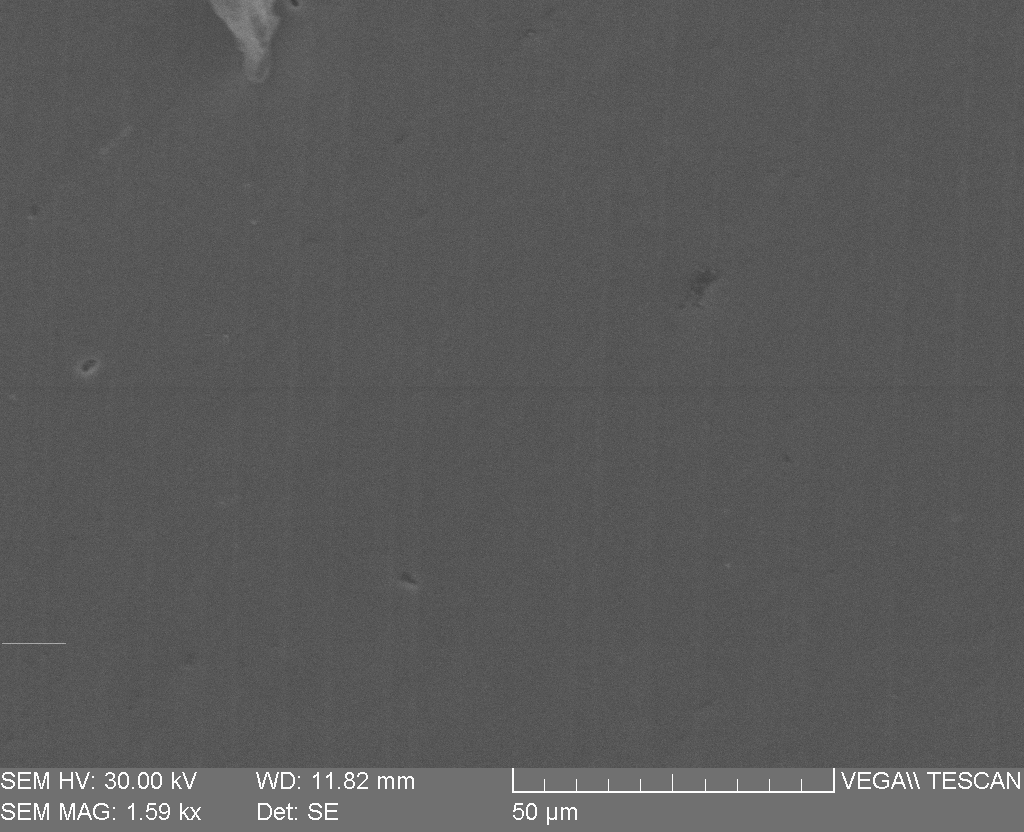 SEM HV: 30.00 kV WD: 11.82 mm VEGA\\ TESCAN
SEM MAG: 1.59 kx Det: SE 50 µm